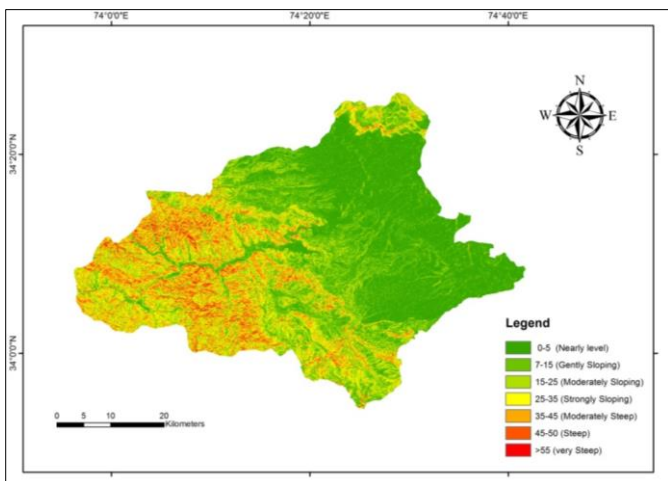 74°0'0"E 74°20'0"E 74°40'0"E
N
W E
S
34°20'0"N
34°0'0"N
Legend
0-5 (Nearly level)
7-15 (Gently Sloping)
15-25 (Moderately Sloping)
25-35 (Strongly Sloping)
35-45 (Moderately Steep)
45-50 (Steep)
>55 (very Steep)
0 5 10 20
Kilometers